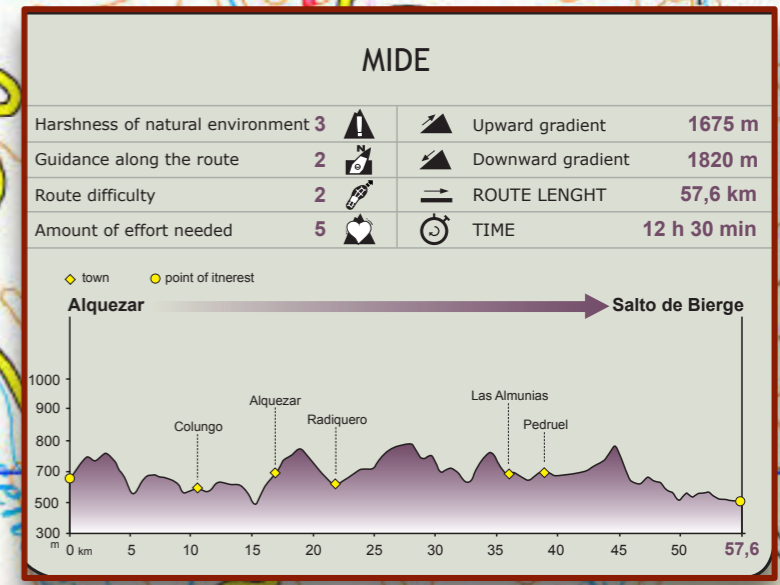 MIDE
Harshness of natural environment 3
Guidance along the route 2
Route difficulty 2
Amount of effort needed 5
Upward gradient 1675 m
Downward gradient 1820 m
ROUTE LENGHT 57,6 km
TIME 12 h 30 min
N
town
point of itnerest
Alquezar
Salto de Bierge
1000
900
800
700
500
300
m
Colungo
Alquezar
Radiquero
Las Almunias
Pedruel
0 km 5 10 15 20 25 30 35 40 45 50 57,6